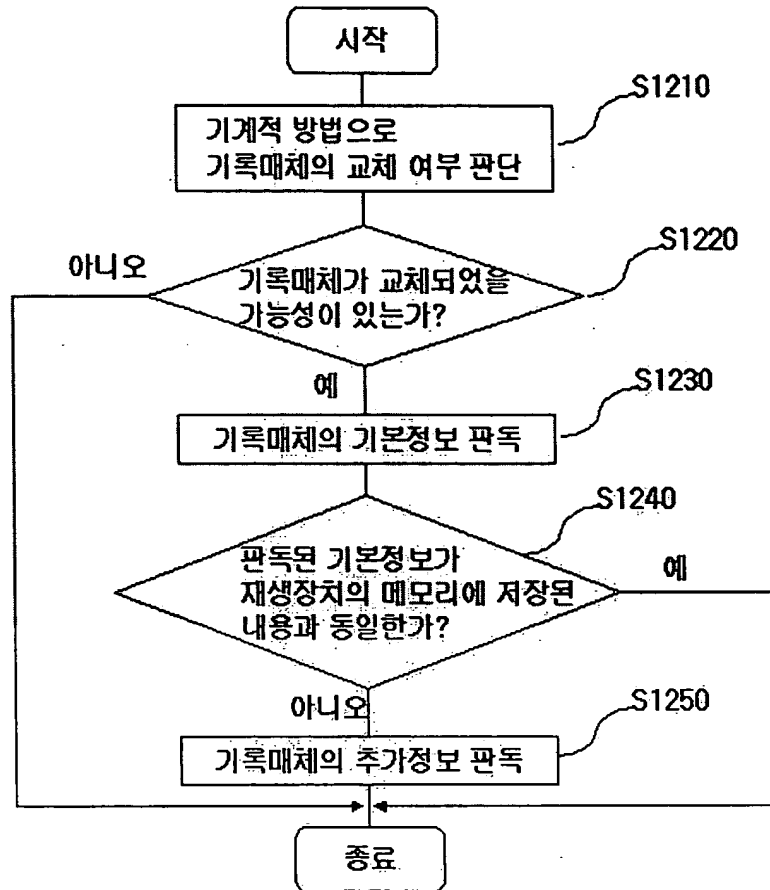 시작
S1210
기계적 방법으로
기록매체의 교체 여부 판단
S1220
아니오
기록매체가 교체되었을
가능성이 있는가?
예
S1230
기록매체의 기본정보 판독
S1240
판독된 기본정보가
재생장치의 메모리에 저장된
내용과 동일한가?
예
아니오
S1250
기록매체의 추가정보 판독
종료